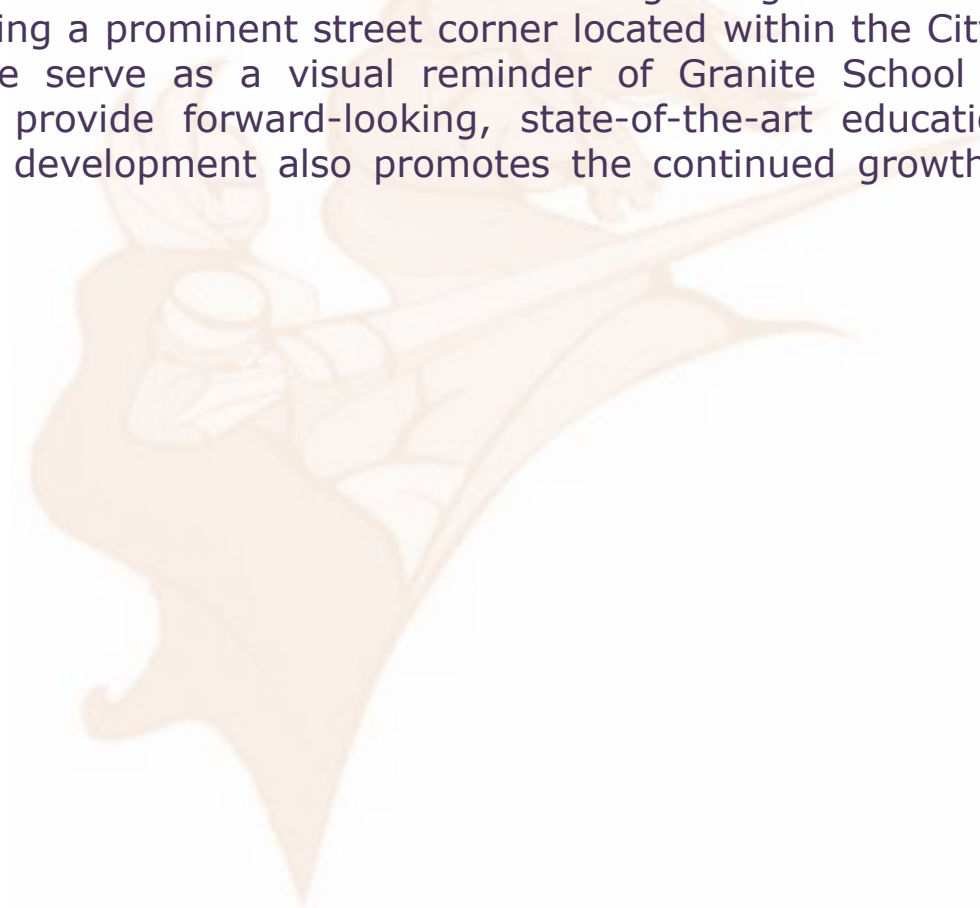 ing a prominent street corner located within the City
e serve as a visual reminder of Granite School
provide forward-looking, state-of-the-art educati
development also promotes the continued growth